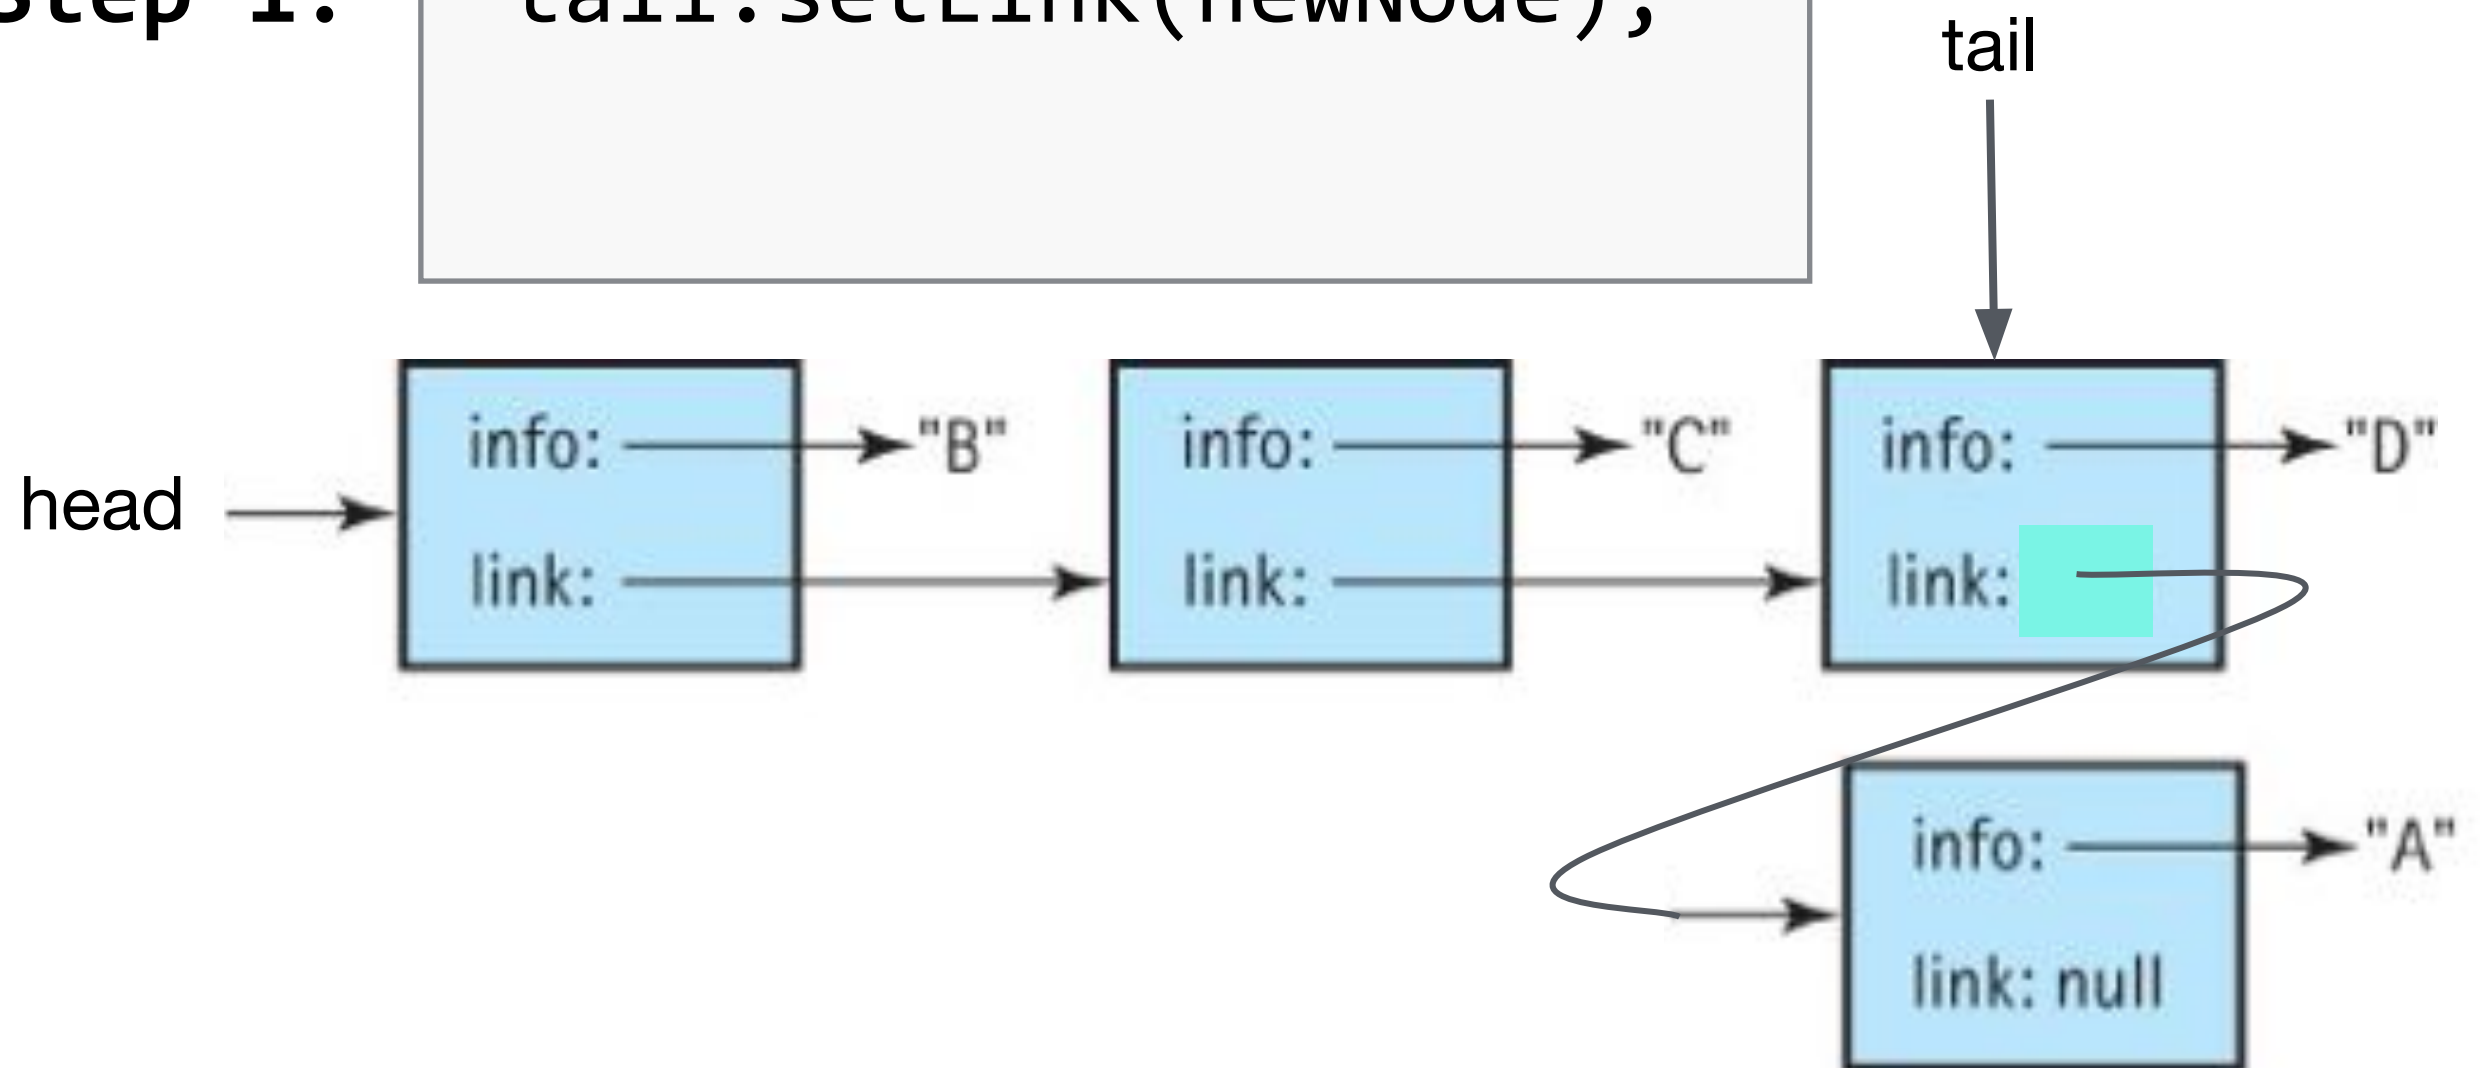 Step 1:
tail.setLink(newNode);
tail
info: "B"
info: "C"
info: "D"
head
link:
link:
link:
info: "A"
link: null